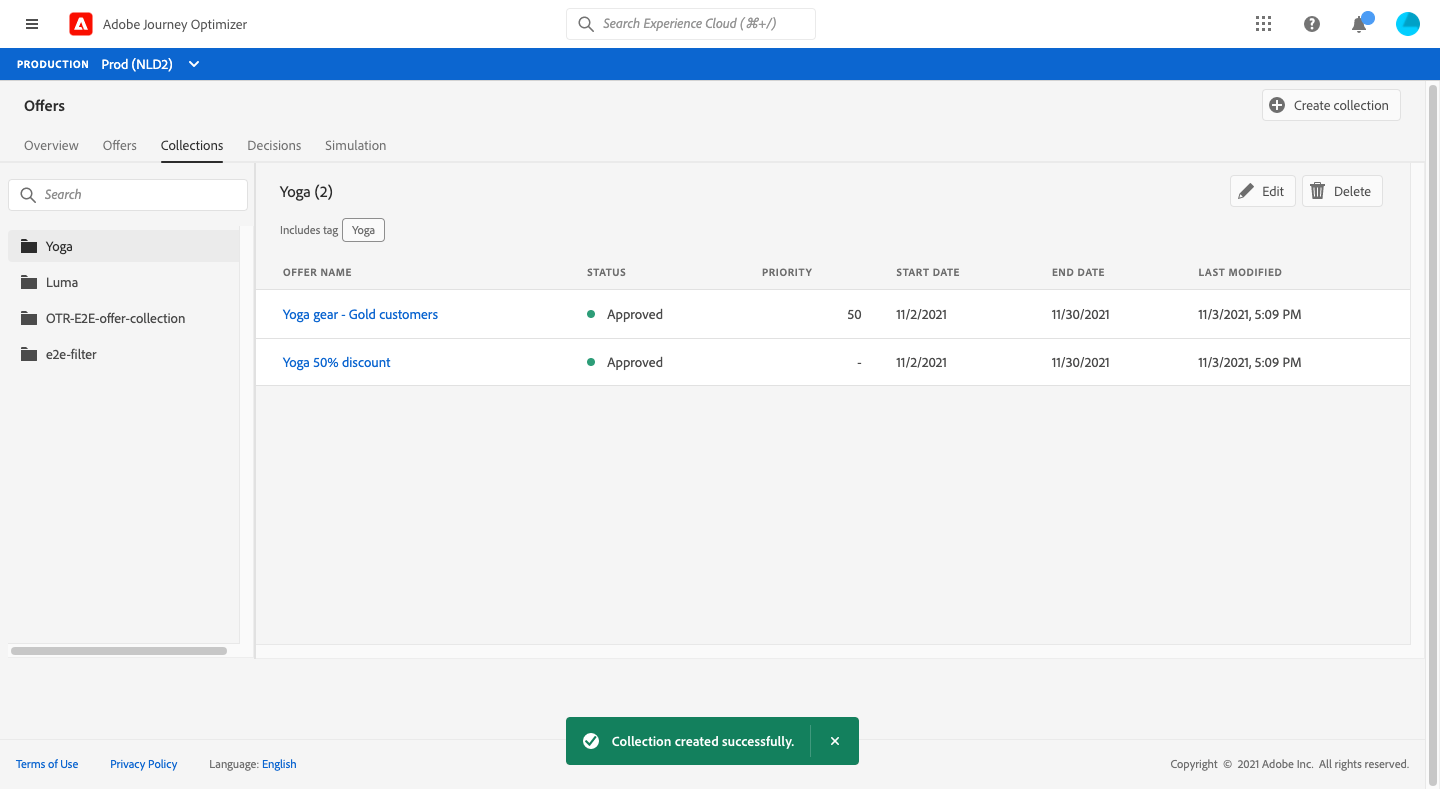 Adobe Journey Optimizer
Search Experience Cloud (⌘+/)
PRODUCTION Prod (NLD2)
Offers
Create collection
Overview Offers Collections Decisions Simulation
Search
Yoga
Luma
OTR-E2E-offer-collection
e2e-filter
Yoga (2)
Edit Delete
Includes tag Yoga
OFFER NAME STATUS PRIORITY START DATE END DATE LAST MODIFIED
Yoga gear - Gold customers Approved 50 11/2/2021 11/30/2021 11/3/2021, 5:09 PM
Yoga 50% discount Approved - 11/2/2021 11/30/2021 11/3/2021, 5:09 PM
Collection created successfully.
Terms of Use Privacy Policy Language: English
Copyright © 2021 Adobe Inc. All rights reserved.